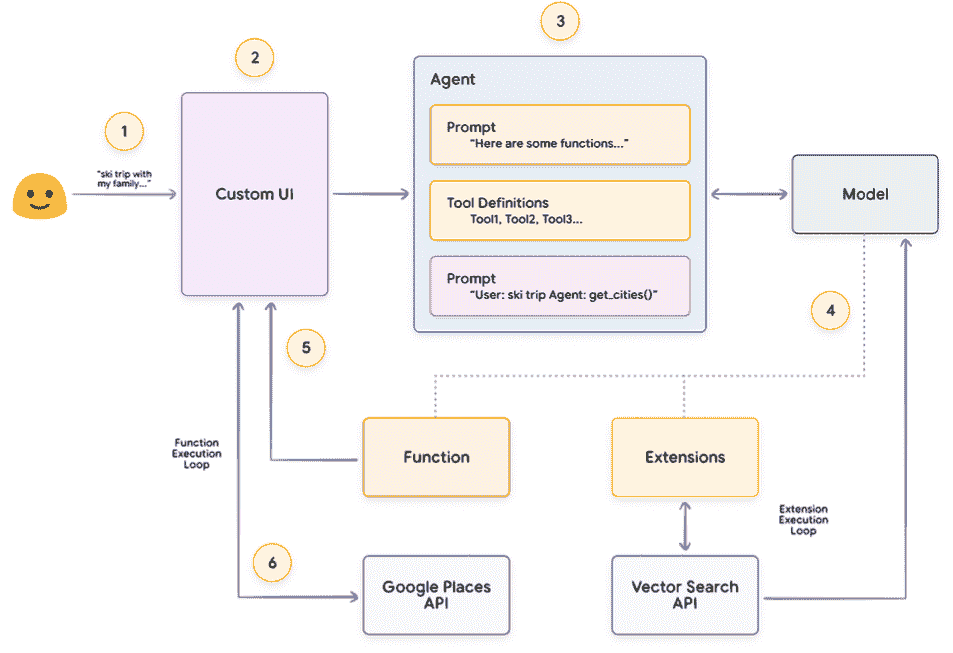 3
2
Agent
1
Prompt
"Here are some functions..."
"ski trip with
my family..."
Custom UI
Model
Tool Definitions
Tool1, Tool2, Tool3...
Prompt
"User: ski trip Agent: get_cities()"
4
5
Function
Execution
Loop
Function
Extensions
Extension
Execution
Loop
6
Google Places
API
Vector Search
API